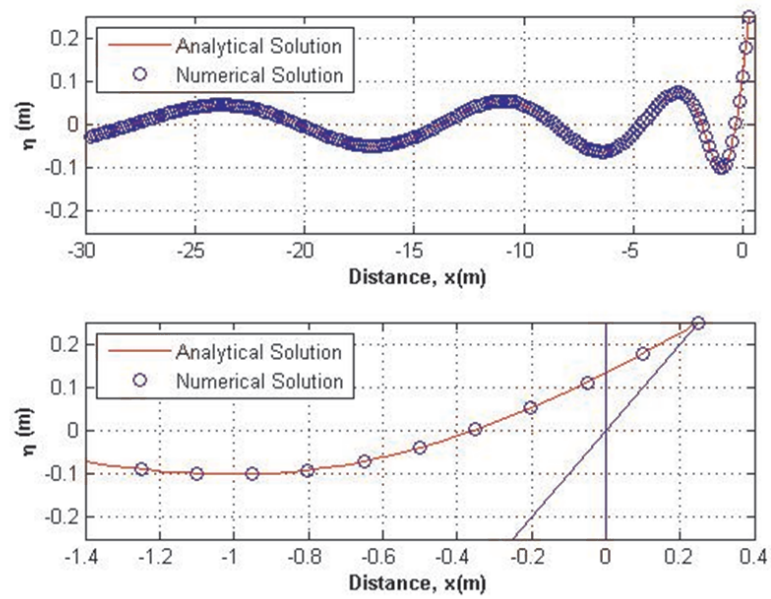 0.2
0.1
0
-0.1
-0.2
η (m)
Analytical Solution
Numerical Solution
-30 -25 -20 -15 -10 -5 0
Distance, x(m)
0.2
0.1
0
-0.1
-0.2
η (m)
Analytical Solution
Numerical Solution
-1.4 -1.2 -1 -0.8 -0.6 -0.4 -0.2 0 0.2 0.4
Distance, x(m)